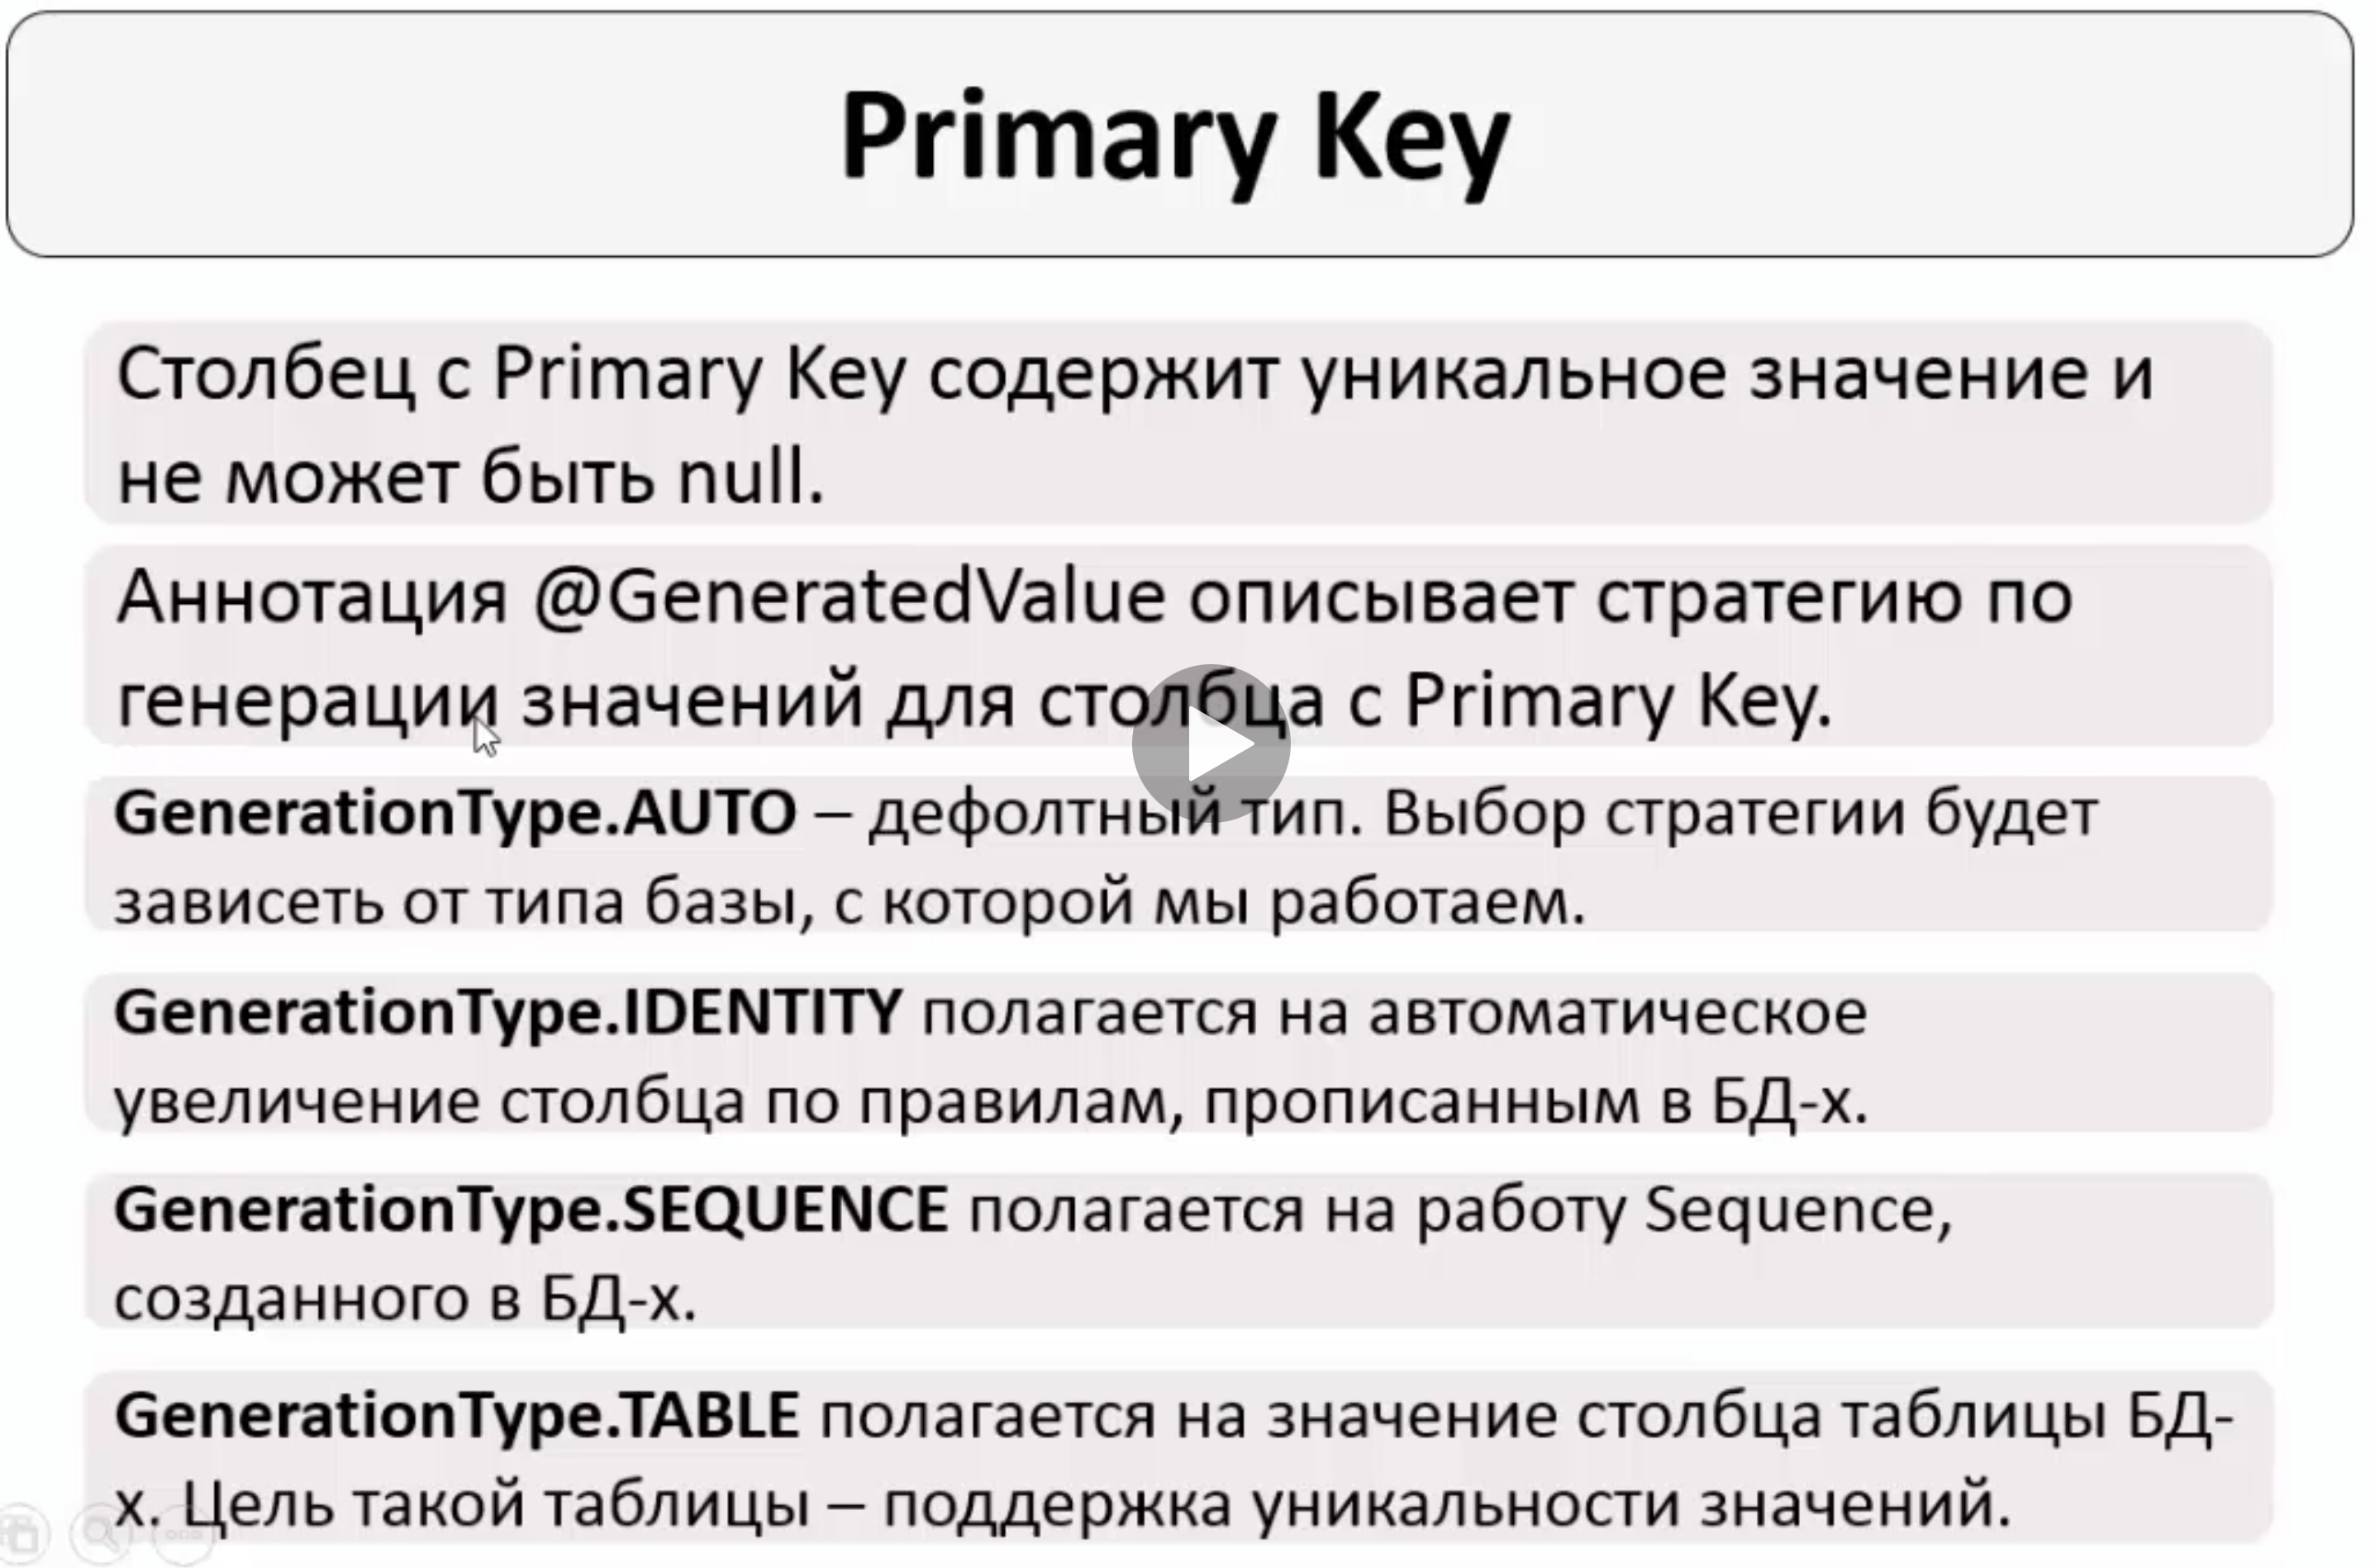 Primary Key
Столбец с Primary Key содержит уникальное значение и
не может быть null.
Аннотация @GeneratedValue описывает стратегию по
генерации значений для столбца с Primary Key.
GenerationType.AUTO – дефолтный тип. Выбор стратегии будет
зависеть от типа базы, с которой мы работаем.
GenerationType.IDENTITY полагается на автоматическое
увеличение столбца по правилам, прописанным в БД-х.
GenerationType.SEQUENCE полагается на работу Sequence,
созданного в БД-х.
GenerationType.TABLE полагается на значение столбца таблицы БД-
х. Цель такой таблицы – поддержка уникальности значений.